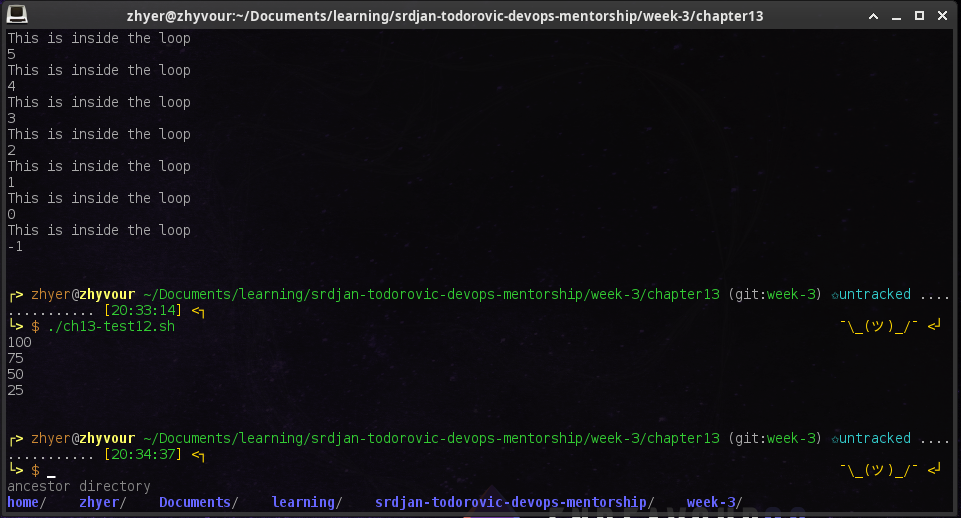 zhyer@zhyvour:~/Documents/learning/srdjan-todorovic-devops-mentorship/week-3/chapter13
This is inside the loop
5
This is inside the loop
4
This is inside the loop
3
This is inside the loop
2
This is inside the loop
1
This is inside the loop
0
This is inside the loop
-1
┌> zhyer@zhyvour ~/Documents/learning/srdjan-todorovic-devops-mentorship/week-3/chapter13 (git:week-3) ✩untracked ....
.............. [20:33:14] <┐
└> $ ./ch13-test12.sh ¯\_(ツ)_/¯ <┘
100
75
50
25
┌> zhyer@zhyvour ~/Documents/learning/srdjan-todorovic-devops-mentorship/week-3/chapter13 (git:week-3) ✩untracked ....
.............. [20:34:37] <┐
└> $ _ ¯\_(ツ)_/¯ <┘
ancestor directory
home/ zhyer/ Documents/ learning/ srdjan-todorovic-devops-mentorship/ week-3/